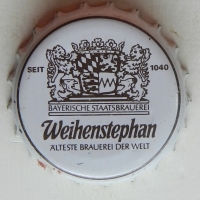 SEIT 1040
BAYERISCHE STAATSBRAUEREI
Weihenstephan
ÄLTESTE BRAUEREI DER WELT